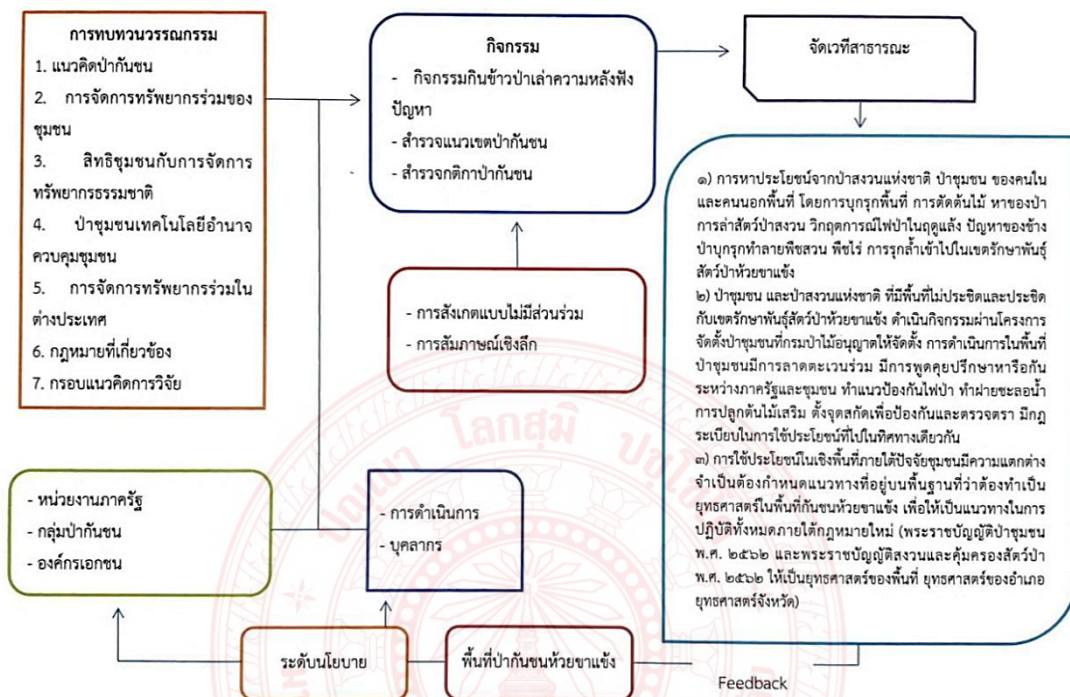 การทบทวนวรรณกรรม
1. แนวคิดป่ากันชน
2. การจัดการทรัพยากรร่วมของ
ชุมชน
3. สิทธิชุมชนกับการจัดการ
ทรัพยากรธรรมชาติ
4. ป่าชุมชนเทคโนโลยีอำนาจ
ควบคุมชุมชน
5. การจัดการทรัพยากรร่วมใน
ต่างประเทศ
6. กฎหมายที่เกี่ยวข้อง
7. กรอบแนวคิดการวิจัย
กิจกรรม
- กิจกรรมกินข้าวป่าเล่าความหลังฟัง
ปัญหา
- สำรวจแนวเขตป่ากันชน
- สำรวจกติกาป่ากันชน
จัดเวทีสาธารณะ
- การสังเกตแบบไม่มีส่วนร่วม
- การสัมภาษณ์เชิงลึก
๑) การหาประโยชน์จากป่าสงวนแห่งชาติ ป่าชุมชน ของคนใน
และคนนอกพื้นที่ โดยการบุกรุกพื้นที่ การตัดต้นไม้ หาของป่า
การล่าสัตว์ป่าสงวน วิกฤตการณ์ไฟป่าในฤดูแล้ง ปัญหาของช้าง
ป่าบุกรุกทำลายพืชสวน พืชไร่ การรุกล้ำเข้าไปในเขตรักษาพันธุ์
สัตว์ป่าห้วยขาแข้ง
๒) ป่าชุมชน และป่าสงวนแห่งชาติ ที่มีพื้นที่ไม่ประชิดและประชิด
กับเขตรักษาพันธุ์สัตว์ป่าห้วยขาแข้ง ดำเนินกิจกรรมผ่านโครงการ
จัดตั้งป่าชุมชนที่กรมป่าไม้อนุญาตให้จัดตั้ง การดำเนินการในพื้นที่
ป่าชุมชนมีการลาดตะเวนร่วม มีการพูดคุยปรึกษาหารือกัน
ระหว่างภาครัฐและชุมชน ทำแนวป้องกันไฟป่า ทำฝายชะลอน้ำ
การปลูกต้นไม้เสริม ตั้งจุดสกัดเพื่อป้องกันและตรวจตรา มีกฎ
ระเบียบในการใช้ประโยชน์ที่ไปในทิศทางเดียวกัน
๓) การใช้ประโยชน์ในเชิงพื้นที่ภายใต้ปัจจัยชุมชนมีความแตกต่าง
จำเป็นต้องกำหนดแนวทางที่อยู่บนพื้นฐานที่ว่าต้องทำเป็น
ยุทธศาสตร์ในพื้นที่กันชนห้วยขาแข้ง เพื่อให้เป็นแนวทางในการ
ปฏิบัติทั้งหมดภายใต้กฎหมายใหม่ (พระราชบัญญัติป่าชุมชน
พ.ศ. ๒๕๖๒ และพระราชบัญญัติสงวนและคุ้มครองสัตว์ป่า
พ.ศ. ๒๕๖๒ ให้เป็นยุทธศาสตร์ของพื้นที่ ยุทธศาสตร์ของอำเภอ
ยุทธศาสตร์จังหวัด)
โลกสุมิ
- หน่วยงานภาครัฐ
- กลุ่มป่ากันชน
- องค์กรเอกชน
- การดำเนินการ
- บุคลากร
ระดับนโยบาย
พื้นที่ป่ากันชนห้วยขาแข้ง
Feedback